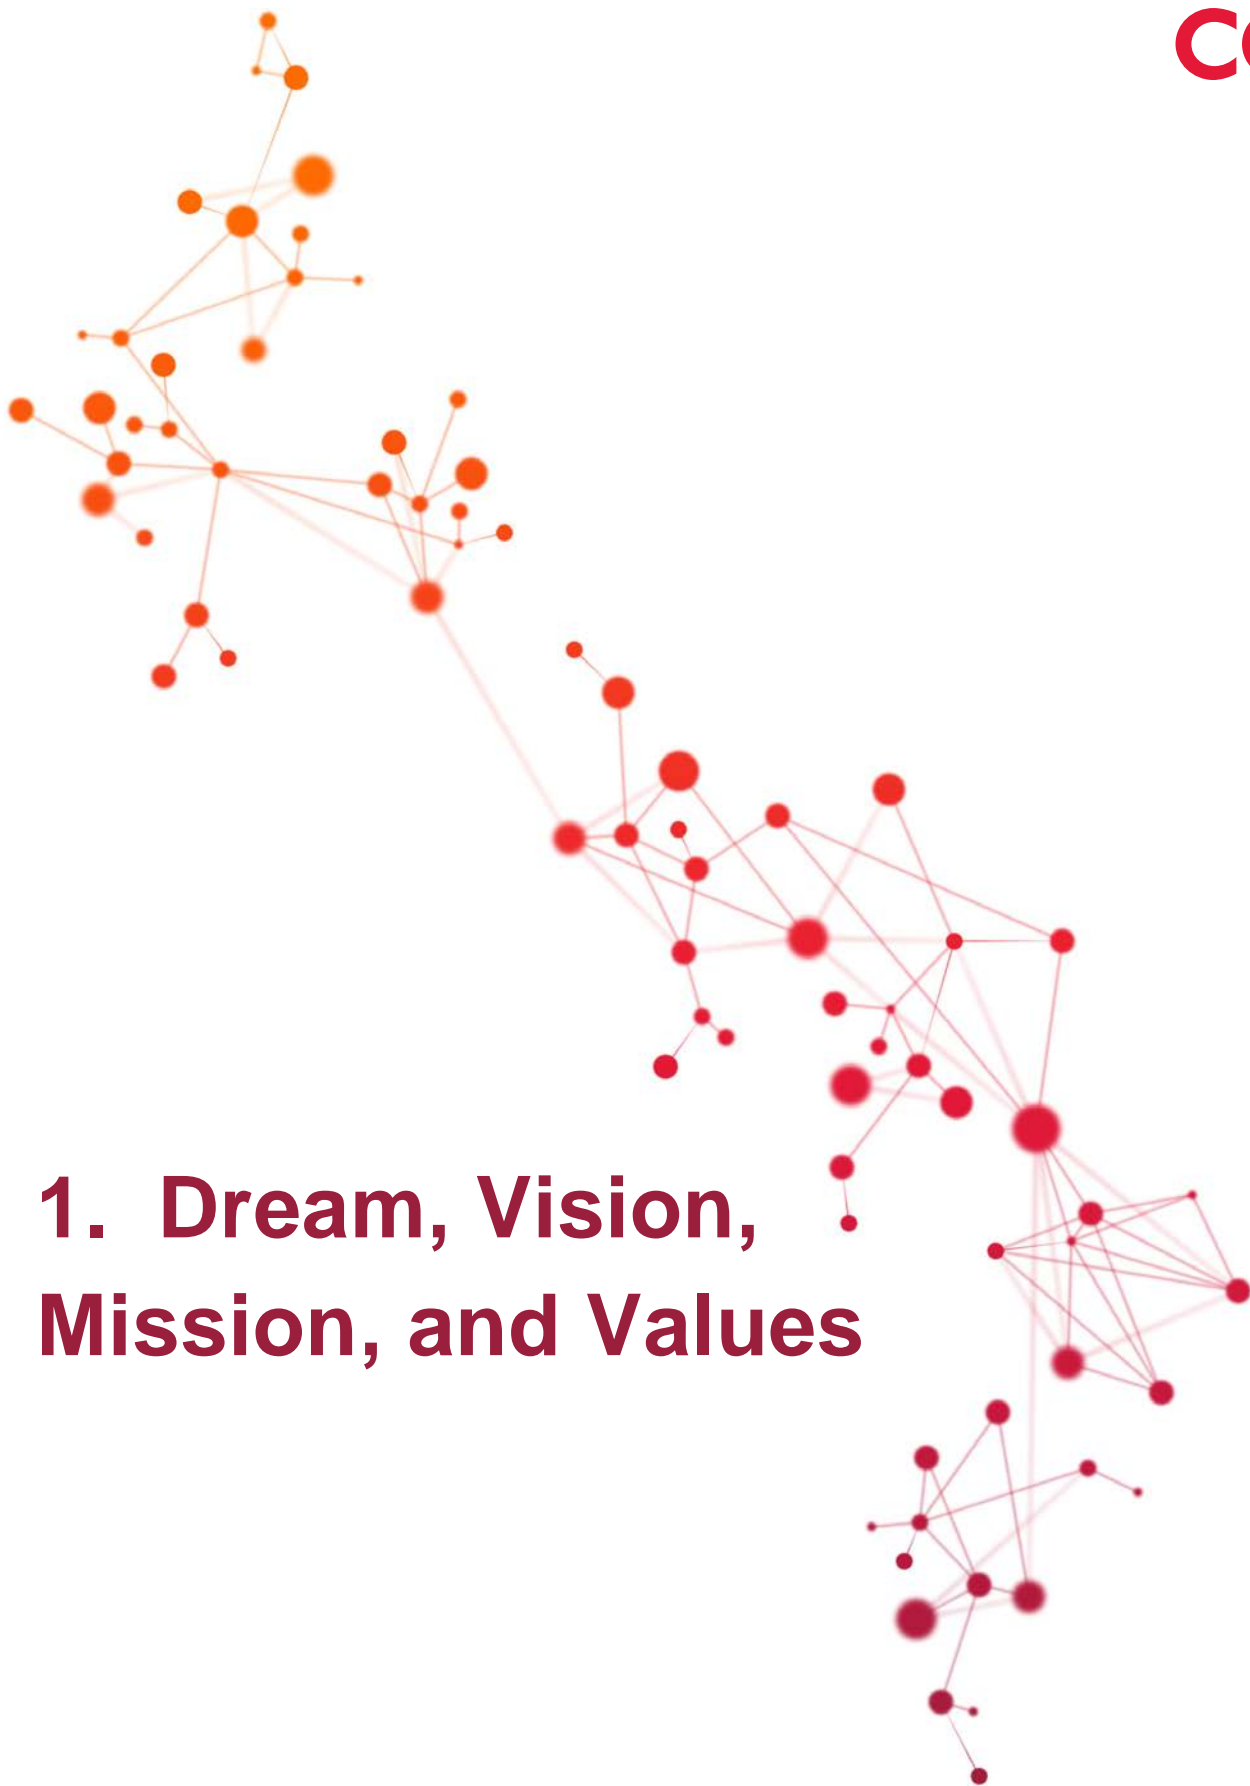 1. Dream, Vision,
Mission, and Values